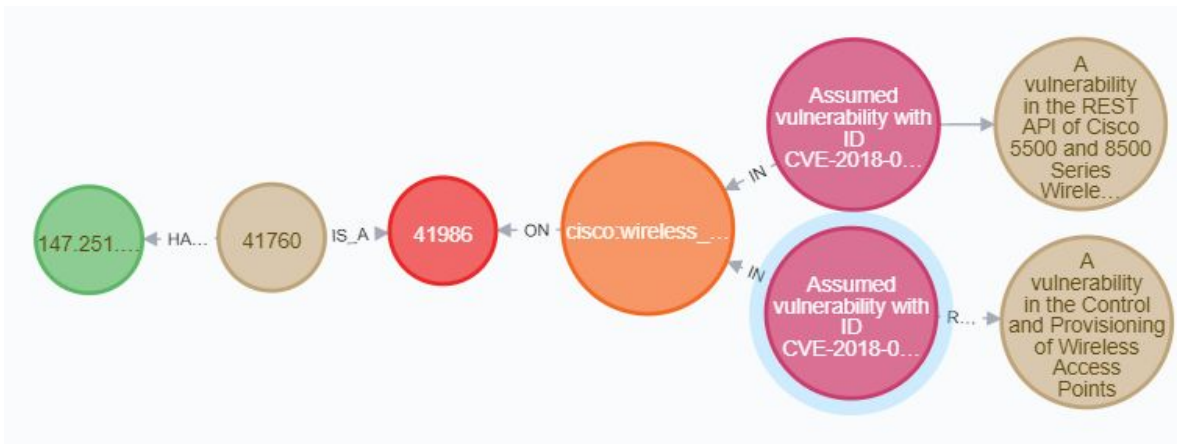 147.251....
HA...
41760
IS_A
41986
ON
cisco:wireless_...
IN
Assumed
vulnerability with
ID
CVE-2018-0...
A
vulnerability
in the REST
API of Cisco
5500 and 8500
Series
Wirele...
IN
Assumed
vulnerability with
ID
CVE-2018-0...
R...
A
vulnerability
in the Control
and Provisioning
of Wireless
Access
Points